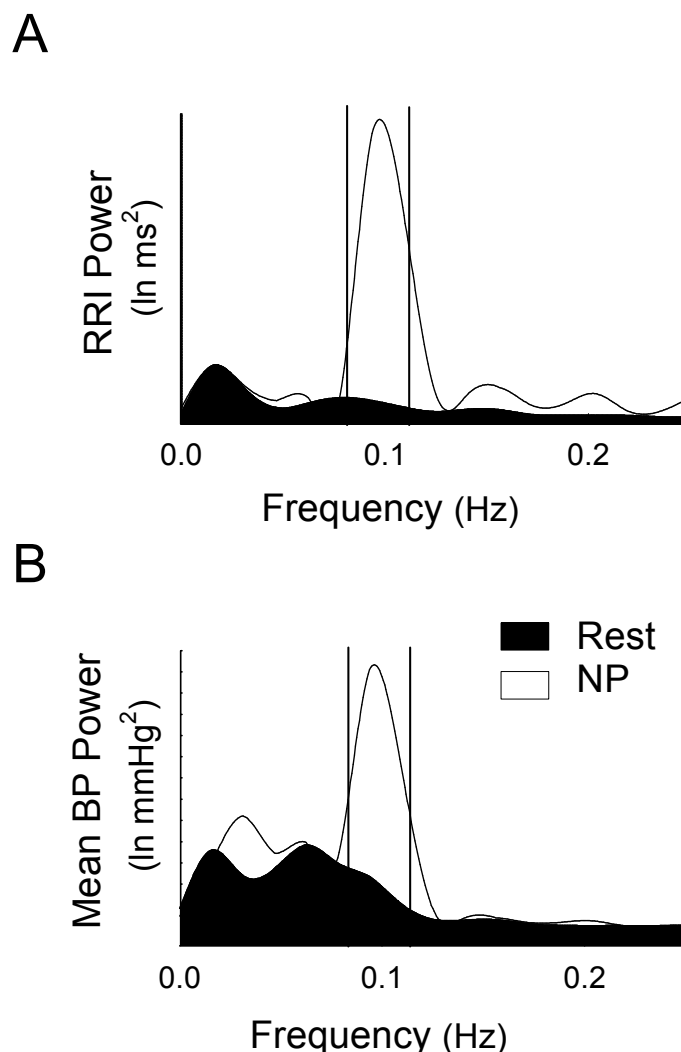 A
RRI Power
(ln ms²)
0.0 0.1 0.2
Frequency (Hz)
B
Rest
NP
Mean BP Power
(ln mmHg²)
0.0 0.1 0.2
Frequency (Hz)